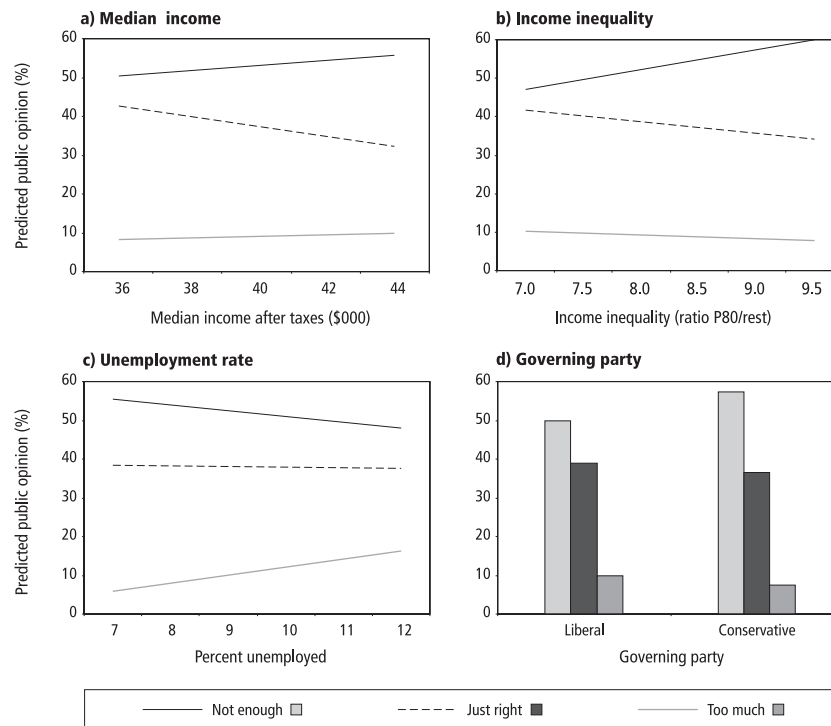 a) Median income
60
50
40
30
20
10
0
Predicted public opinion (%)
36 38 40 42 44
Median income after taxes ($000)
b) Income inequality
60
50
40
30
20
10
0
7.0 7.5 8.0 8.5 9.0 9.5
Income inequality (ratio P80/rest)
c) Unemployment rate
60
50
40
30
20
10
0
Predicted public opinion (%)
7 8 9 10 11 12
Percent unemployed
d) Governing party
60
50
40
30
20
10
0
Liberal Conservative
Governing party
Not enough Just right Too much